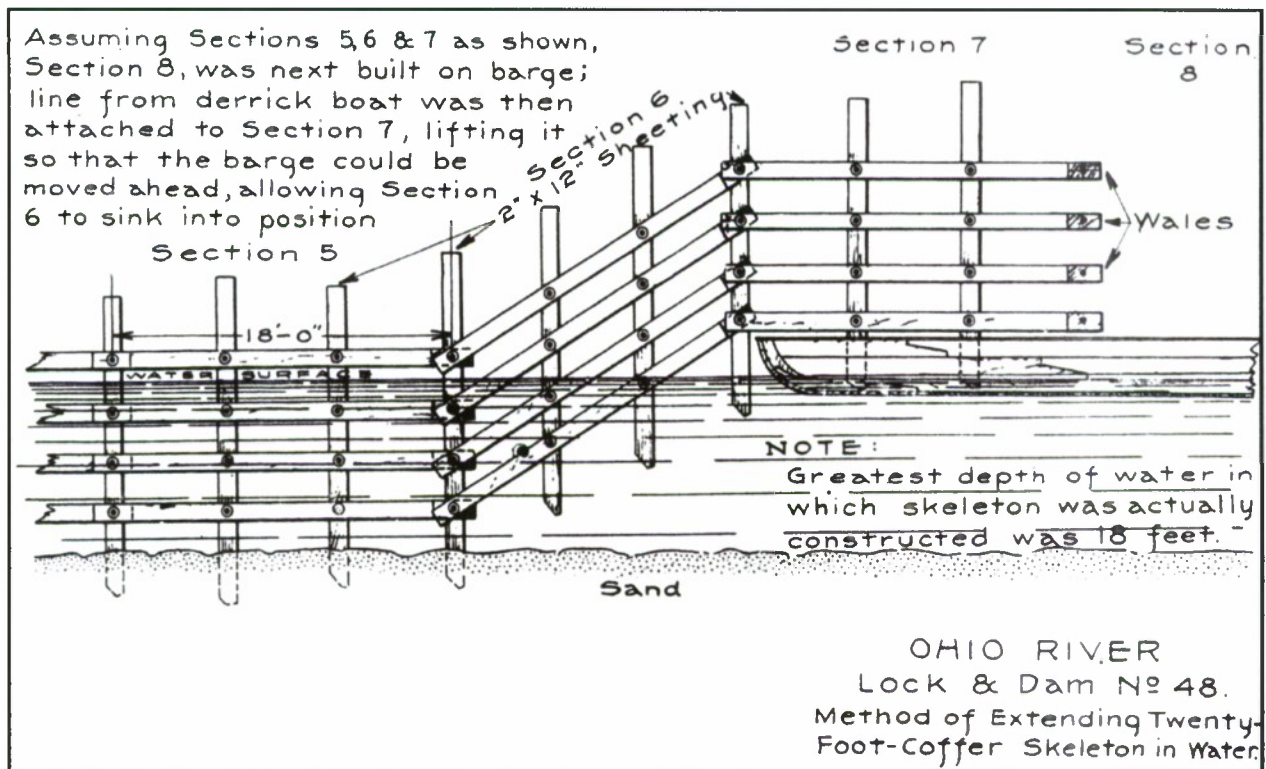 Assuming Sections 5,6 & 7 as shown,
Section 8, was next built on barge;
line from derrick boat was then
attached to Section 7, lifting it
so that the barge could be
moved ahead, allowing Section
6 to sink into position
Section 5
Section 6
2" x 12" Sheeting
Section 7
Section
8
Wales
18'-0"
WATER SURFACE
NOTE:
Greatest depth of water in
which skeleton was actually
constructed was 18 feet.
Sand
OHIO RIVER
Lock & Dam Nº 48.
Method of Extending Twenty-
Foot-Coffer Skeleton in Water.